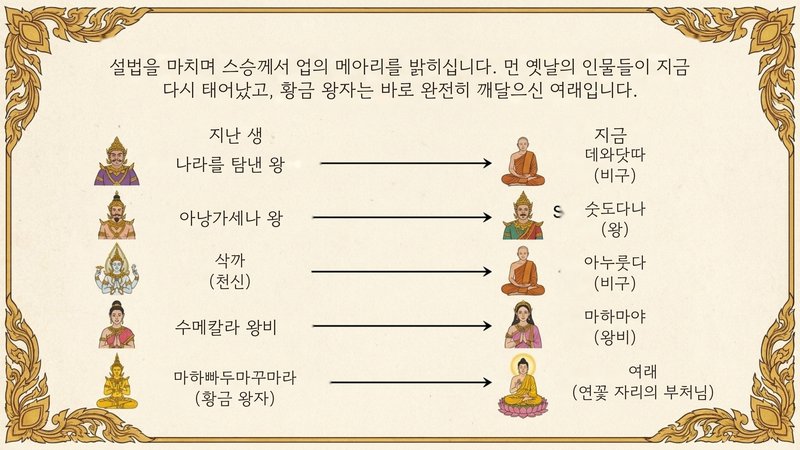 설법을 마치며 스승께서 업의 메아리를 밝히십니다. 먼 옛날의 인물들이 지금
다시 태어났고, 황금 왕자는 바로 완전히 깨달으신 여래입니다.
지난 생
지금
나라를 탐낸 왕
데와닷따
(비구)
아낭가세나 왕
S
숫도다나
(왕)
삭까
(천신)
아누룻다
(비구)
수메칼라 왕비
마하마야
(왕비)
마하빠두마꾸마라
(황금 왕자)
여래
(연꽃 자리의 부처님)